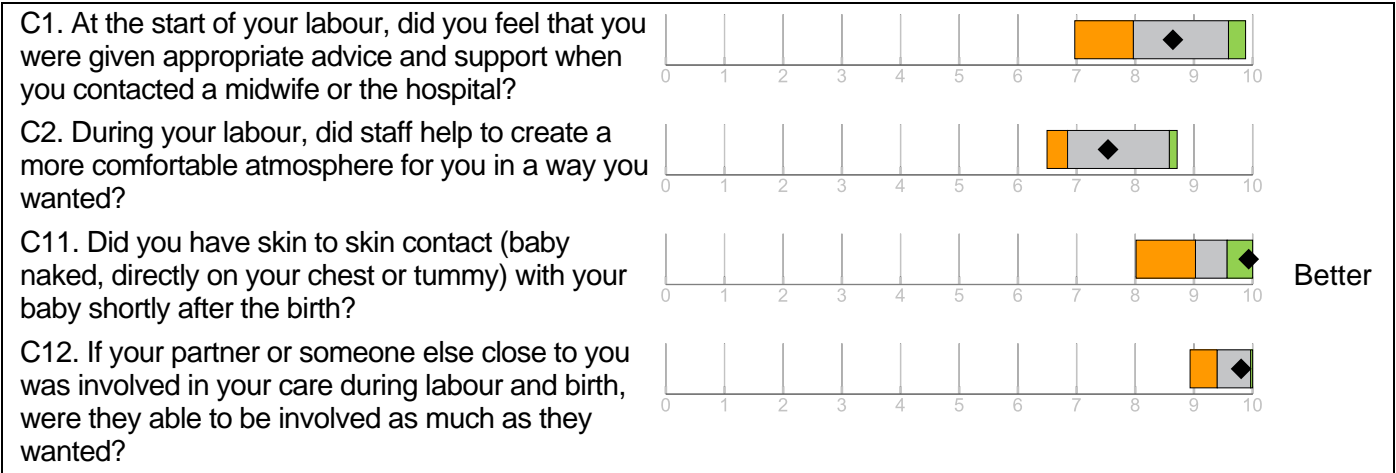 C1. At the start of your labour, did you feel that you
were given appropriate advice and support when
you contacted a midwife or the hospital?
0 1 2 3 4 5 6 7 8 9 10
C2. During your labour, did staff help to create a
more comfortable atmosphere for you in a way you
wanted?
0 1 2 3 4 5 6 7 8 9 10
C11. Did you have skin to skin contact (baby
naked, directly on your chest or tummy) with your
baby shortly after the birth?
0 1 2 3 4 5 6 7 8 9 10
Better
C12. If your partner or someone else close to you
was involved in your care during labour and birth,
were they able to be involved as much as they
wanted?
0 1 2 3 4 5 6 7 8 9 10